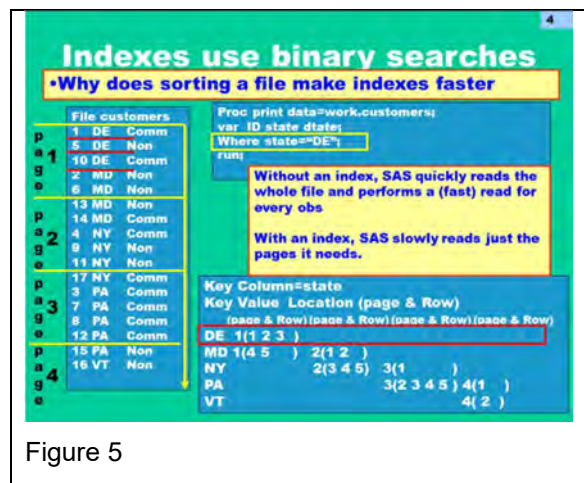 4
Indexes use binary searches
•Why does sorting a file make indexes faster
File customers
1 DE Comm
5 DE Non
10 DE Comm
2 MD Non
6 MD Non
13 MD Non
14 MD Comm
4 NY Comm
9 NY Non
11 NY Non
17 NY Comm
3 PA Comm
7 PA Comm
8 PA Comm
12 PA Comm
15 PA Non
16 VT Non
page 1
page 2
page 3
page 4
Proc print data=work.customers;
var ID state dtate;
Where state="DE";
run;
Without an index, SAS quickly reads the
whole file and performs a (fast) read for
every obs
With an index, SAS slowly reads just the
pages it needs.
Key Column=state
Key Value Location (page & Row)
(page & Row)(page & Row)(page & Row)(page & Row)
DE 1(1 2 3 )
MD 1(4 5 ) 2(1 2 )
NY 2(3 4 5) 3(1 )
PA 3(2 3 4 5 ) 4(1 )
VT 4( 2 )
Figure 5